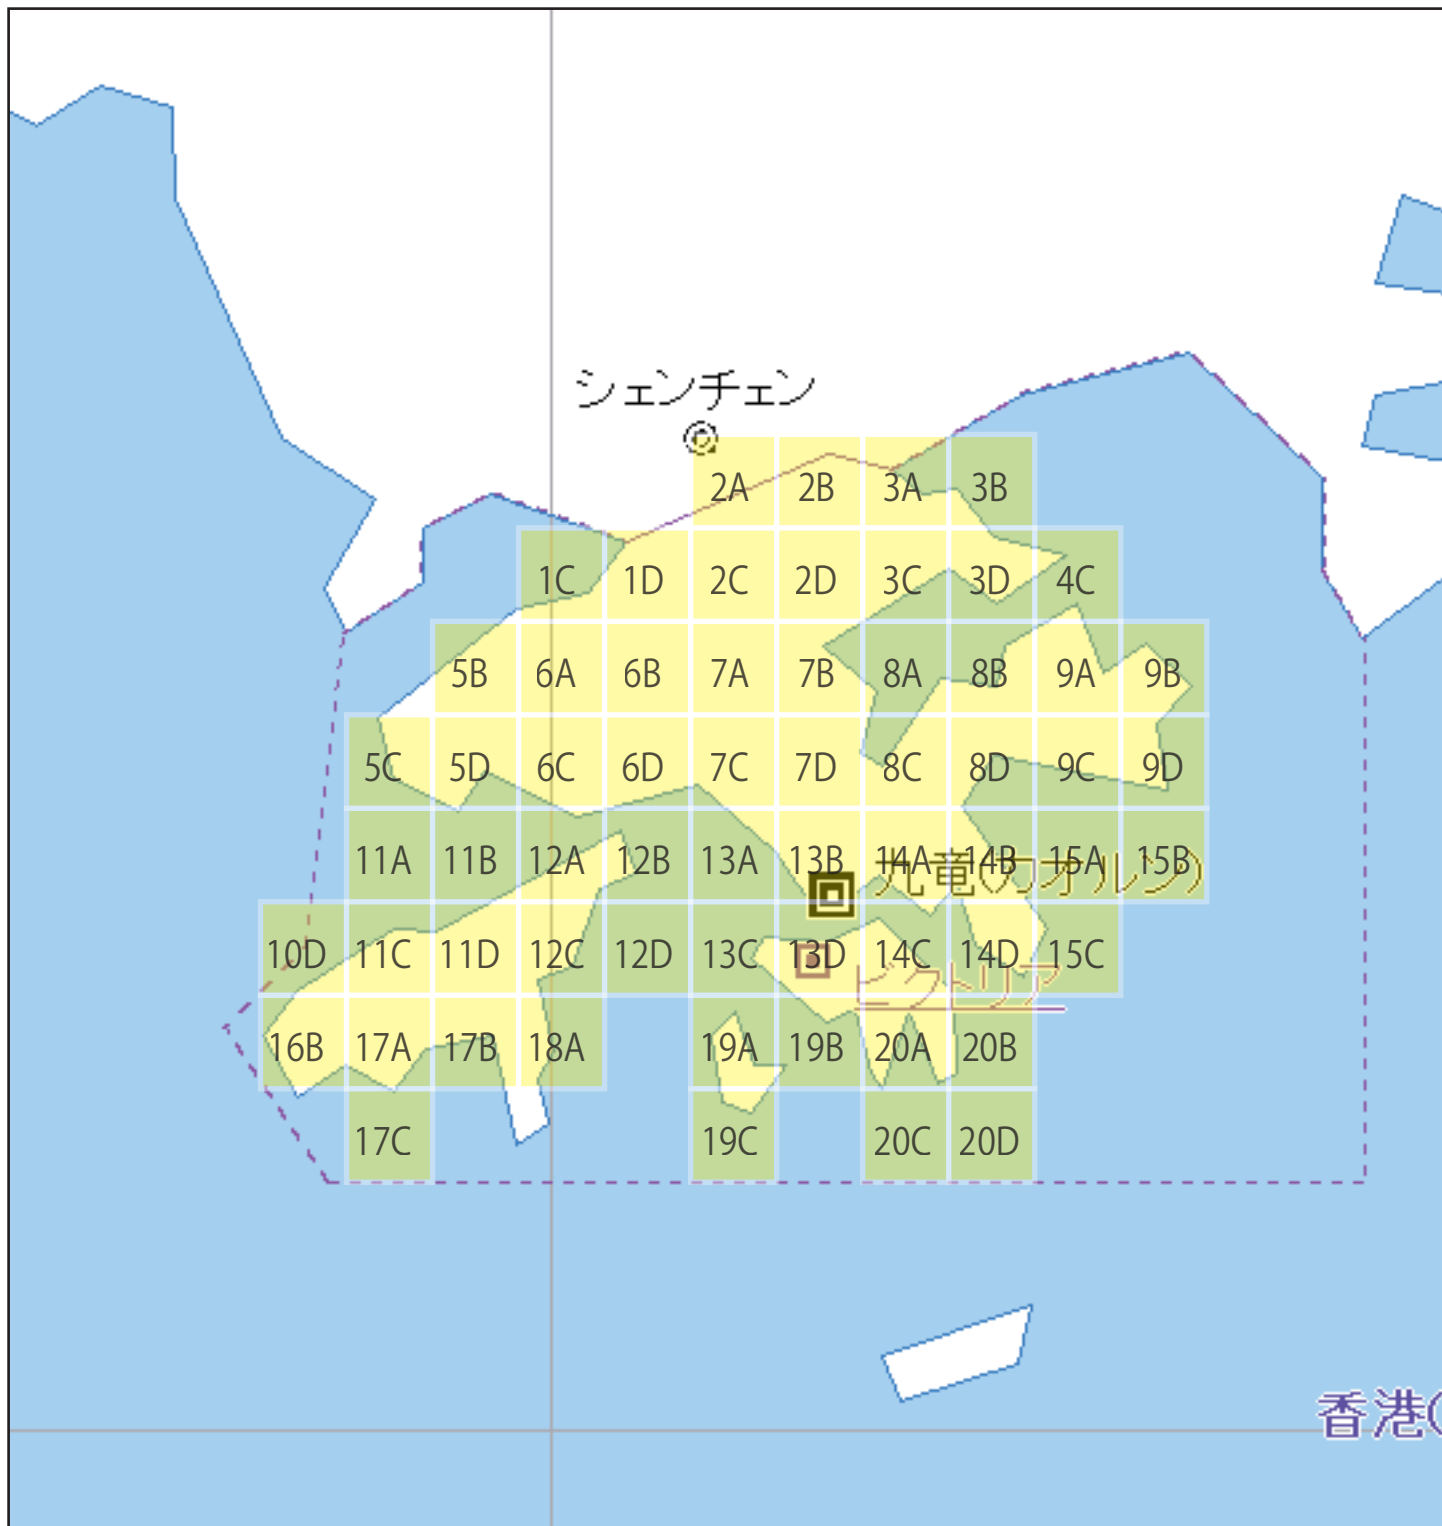 シェンチェン
2A 2B 3A 3B
1C 1D 2C 2D 3C 3D 4C
5B 6A 6B 7A 7B 8A 8B 9A 9B
5C 5D 6C 6D 7C 7D 8C 8D 9C 9D
11A 11B 12A 12B 13A 13B 14A 14B 15A 15B
九竜(カオルン)
10D 11C 11D 12C 12D 13C 13D 14C 14D 15C
ビクトリア
16B 17A 17B 18A 19A 19B 20A 20B
17C 19C 20C 20D
香港(